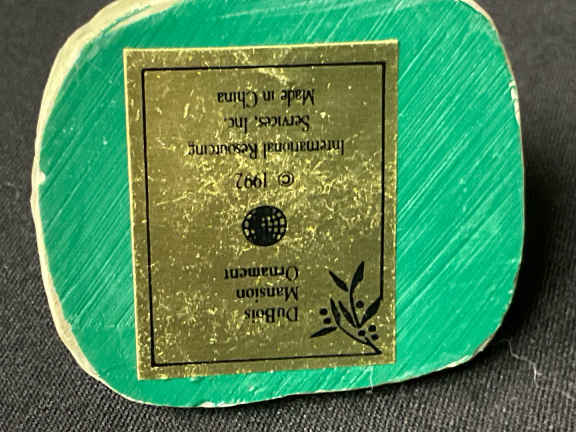 DuBois
Mansion
Ornament
© 1992
International Resourcing
Services, Inc.
Made in China